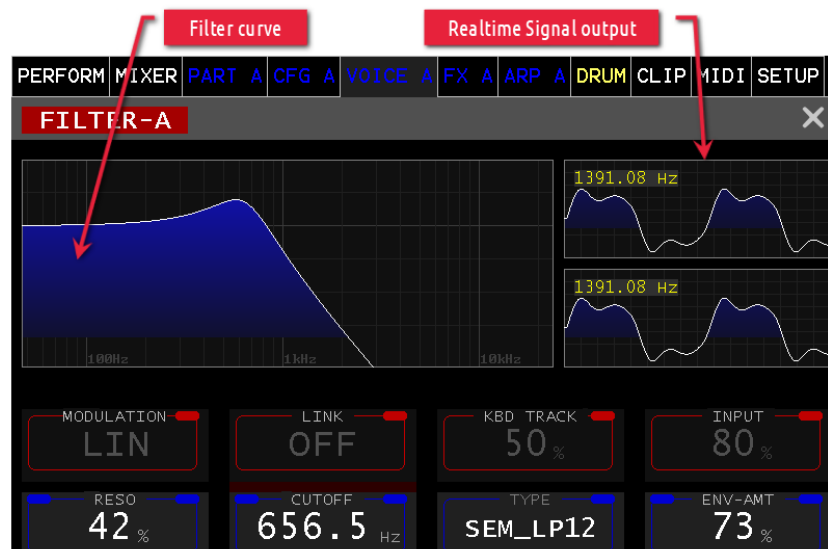 Filter curve
Realtime Signal output
PERFORM MIXER PART A CFG A VOICE A FX A ARP A DRUM CLIP MIDI SETUP
FILTER-A
1391.08 Hz
1391.08 Hz
100Hz 1kHz 10kHz
MODULATION LINK KBD TRACK INPUT
LIN OFF 50 % 80 %
RESO CUTOFF TYPE ENV-AMT
42 % 656.5 Hz SEM_LP12 73 %